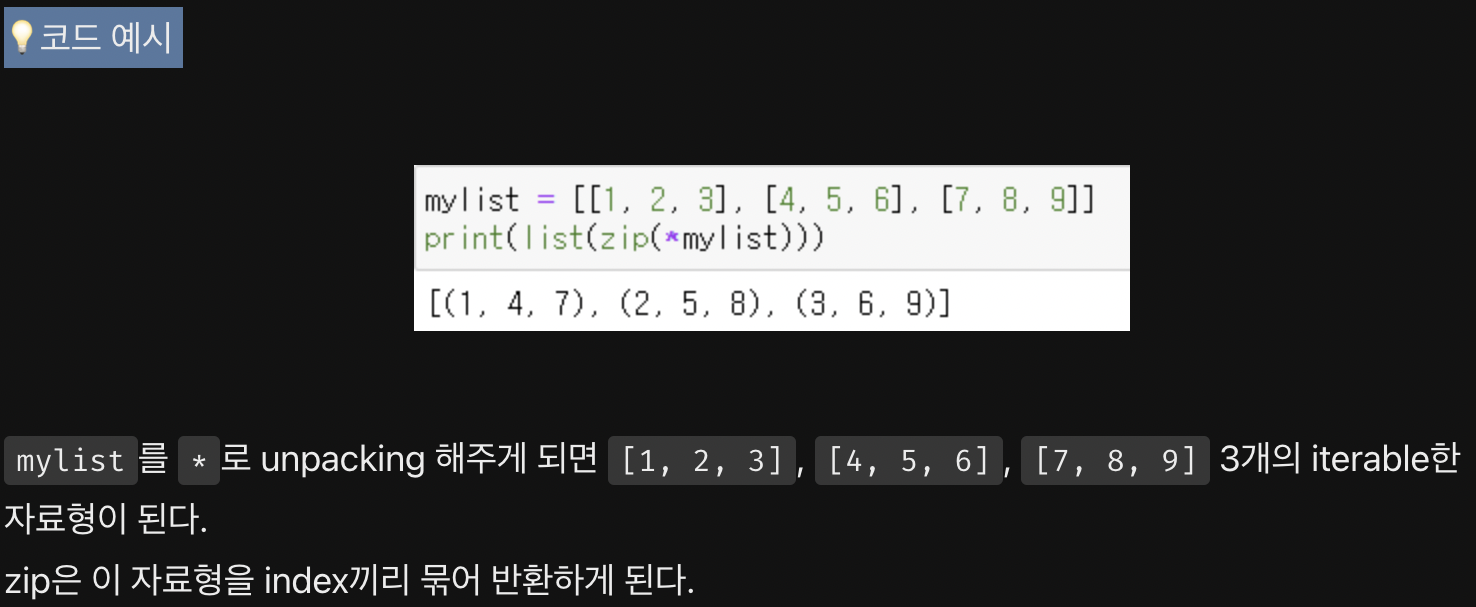 💡코드 예시
mylist = [[1, 2, 3], [4, 5, 6], [7, 8, 9]]
print(list(zip(*mylist)))
[(1, 4, 7), (2, 5, 8), (3, 6, 9)]
mylist를 *로 unpacking 해주게 되면 [1, 2, 3], [4, 5, 6], [7, 8, 9] 3개의 iterable한
자료형이 된다.
zip은 이 자료형을 index끼리 묶어 반환하게 된다.